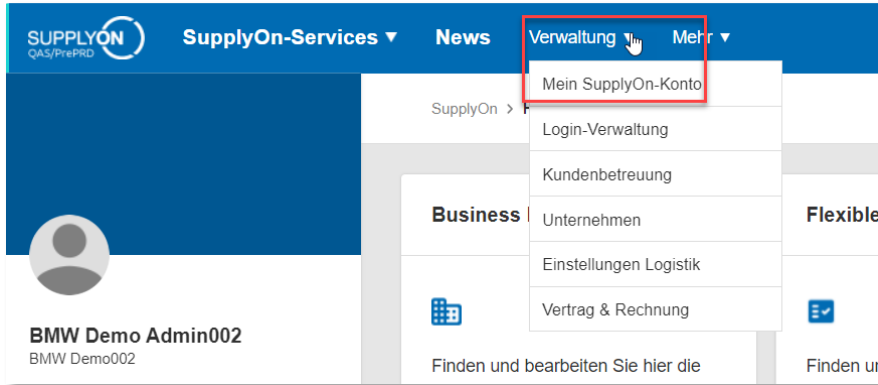 SUPPLYON
QAS/PrePRD
SupplyOn-Services ▼ News Verwaltung Mehr ▼
Mein SupplyOn-Konto
SupplyOn >
Login-Verwaltung
Kundenbetreuung
Business
Unternehmen
Flexible
Einstellungen Logistik
Vertrag & Rechnung
BMW Demo Admin002
BMW Demo002
Finden und bearbeiten Sie hier die
Finden